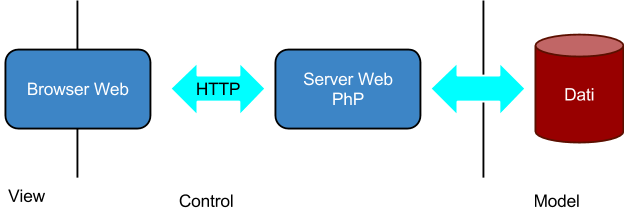 Browser Web
HTTP
Server Web
PhP
Dati
View
Control
Model